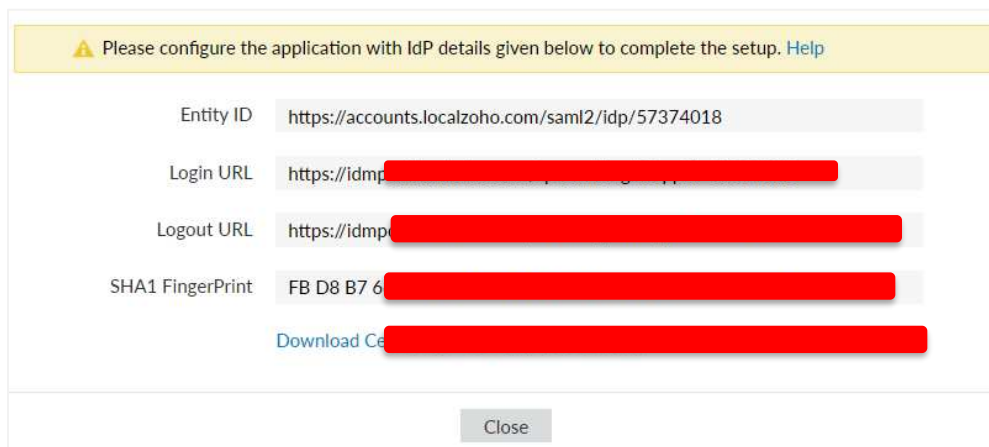 Please configure the application with IdP details given below to complete the setup. Help
Entity ID https://accounts.localzoho.com/saml2/idp/57374018
Login URL https://idmp
Logout URL https://idmp
SHA1 FingerPrint FB D8 B7 6
Download Ce
Close